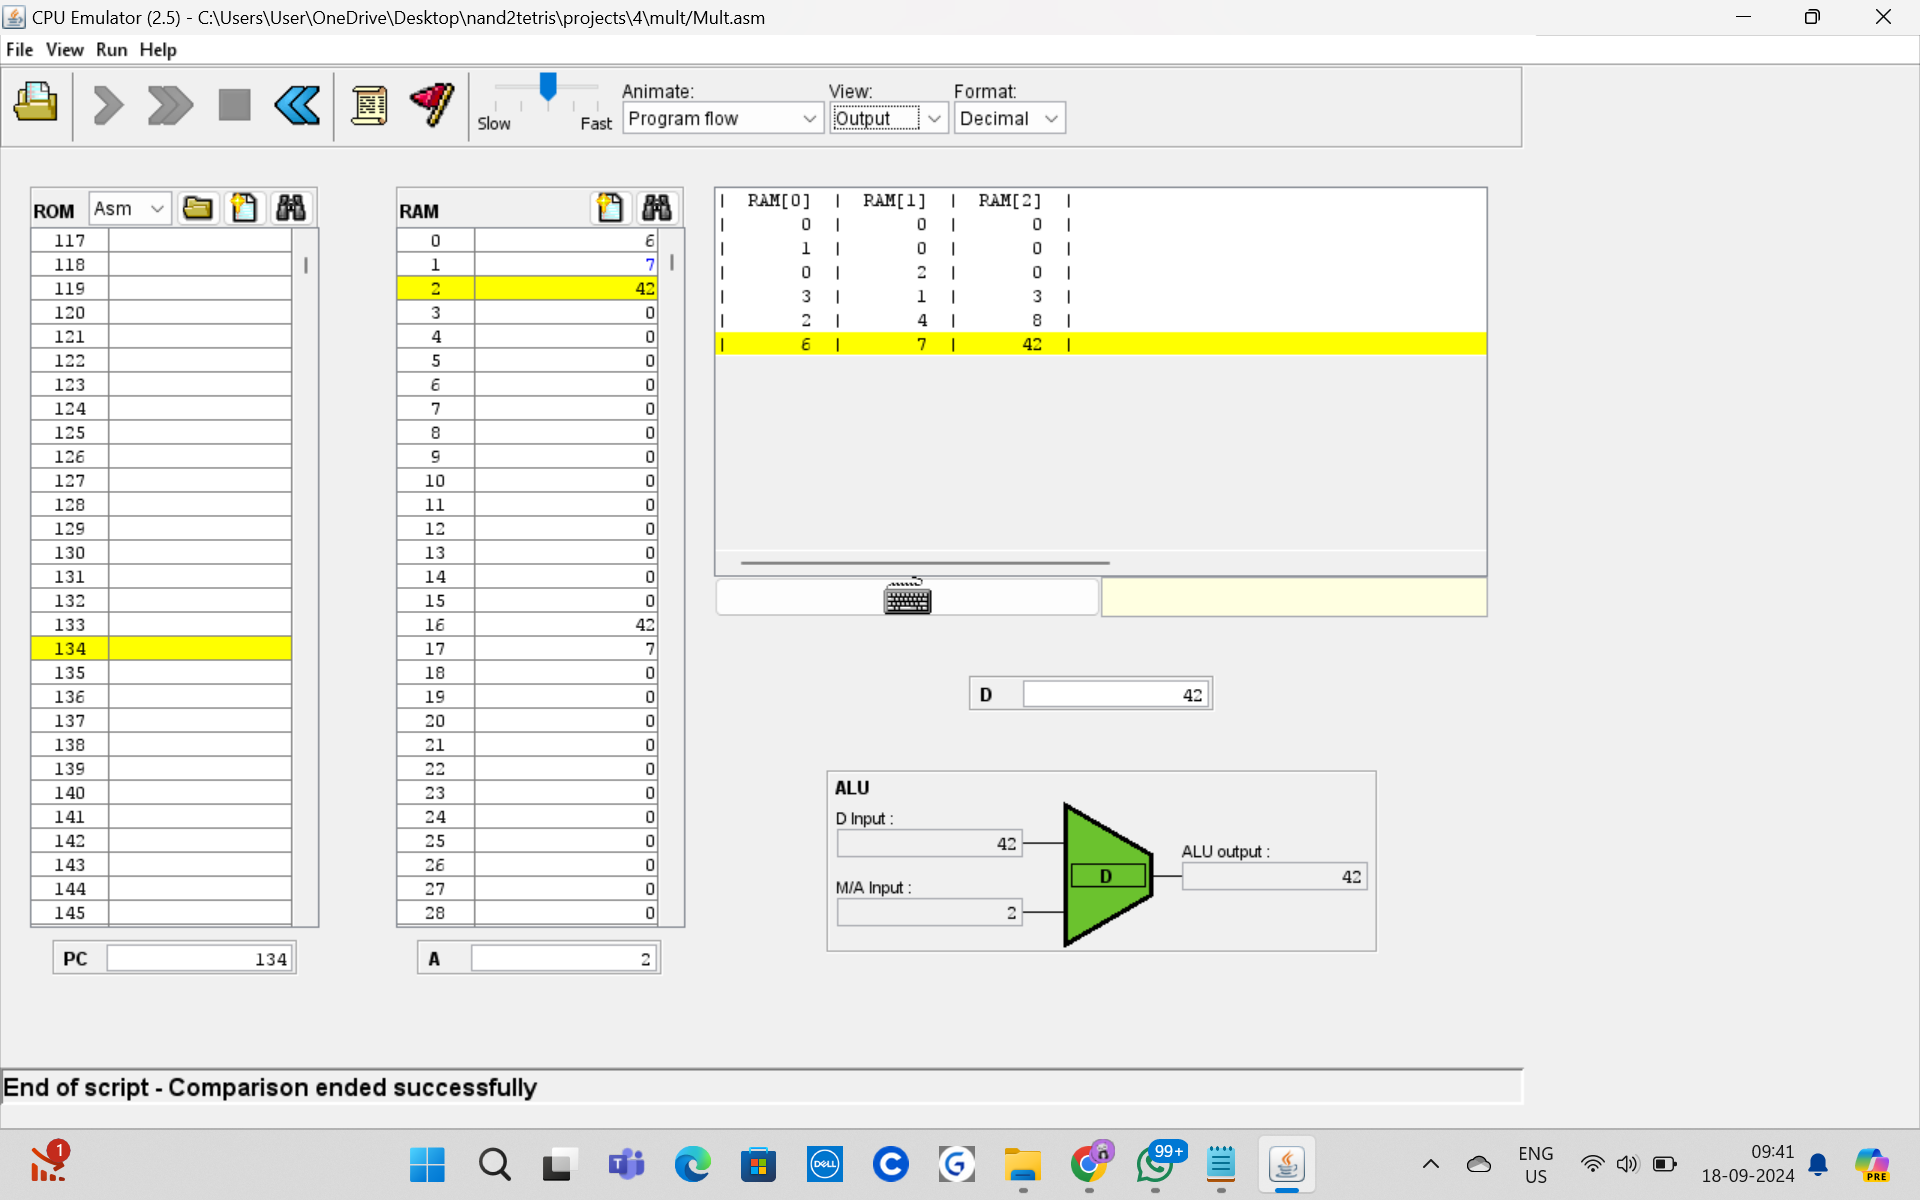 CPU Emulator (2.5) - C:\Users\User\OneDrive\Desktop\nand2tetris\projects\4\mult/Mult.asm
File View Run Help
Slow Fast
Animate: View: Format:
Program flow Output Decimal
ROM Asm
117
118
119
120
121
122
123
124
125
126
127
128
129
130
131
132
133
134
135
136
137
138
139
140
141
142
143
144
145
PC 134
RAM
0 6
1 7
2 42
3 0
4 0
5 0
6 0
7 0
8 0
9 0
10 0
11 0
12 0
13 0
14 0
15 0
16 42
17 7
18 0
19 0
20 0
21 0
22 0
23 0
24 0
25 0
26 0
27 0
28 0
A 2
| RAM[0] | RAM[1] | RAM[2] |
| 0 | 0 | 0 |
| 1 | 0 | 0 |
| 0 | 2 | 0 |
| 3 | 1 | 3 |
| 2 | 4 | 8 |
| 6 | 7 | 42 |
D 42
ALU
D Input :
42
M/A Input :
2
D
ALU output :
42
End of script - Comparison ended successfully
1
DELL
99+
ENG
US
09:41
18-09-2024
PRE